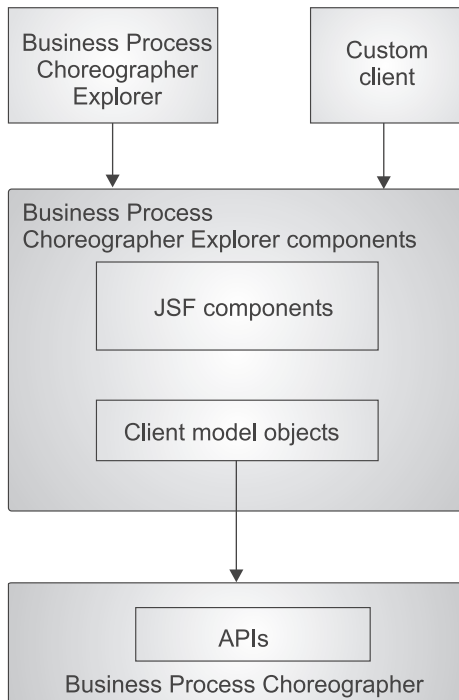 Business Process
Choreographer
Explorer
Custom
client
Business Process
Choreographer Explorer components
JSF components
Client model objects
APIs
Business Process Choreographer